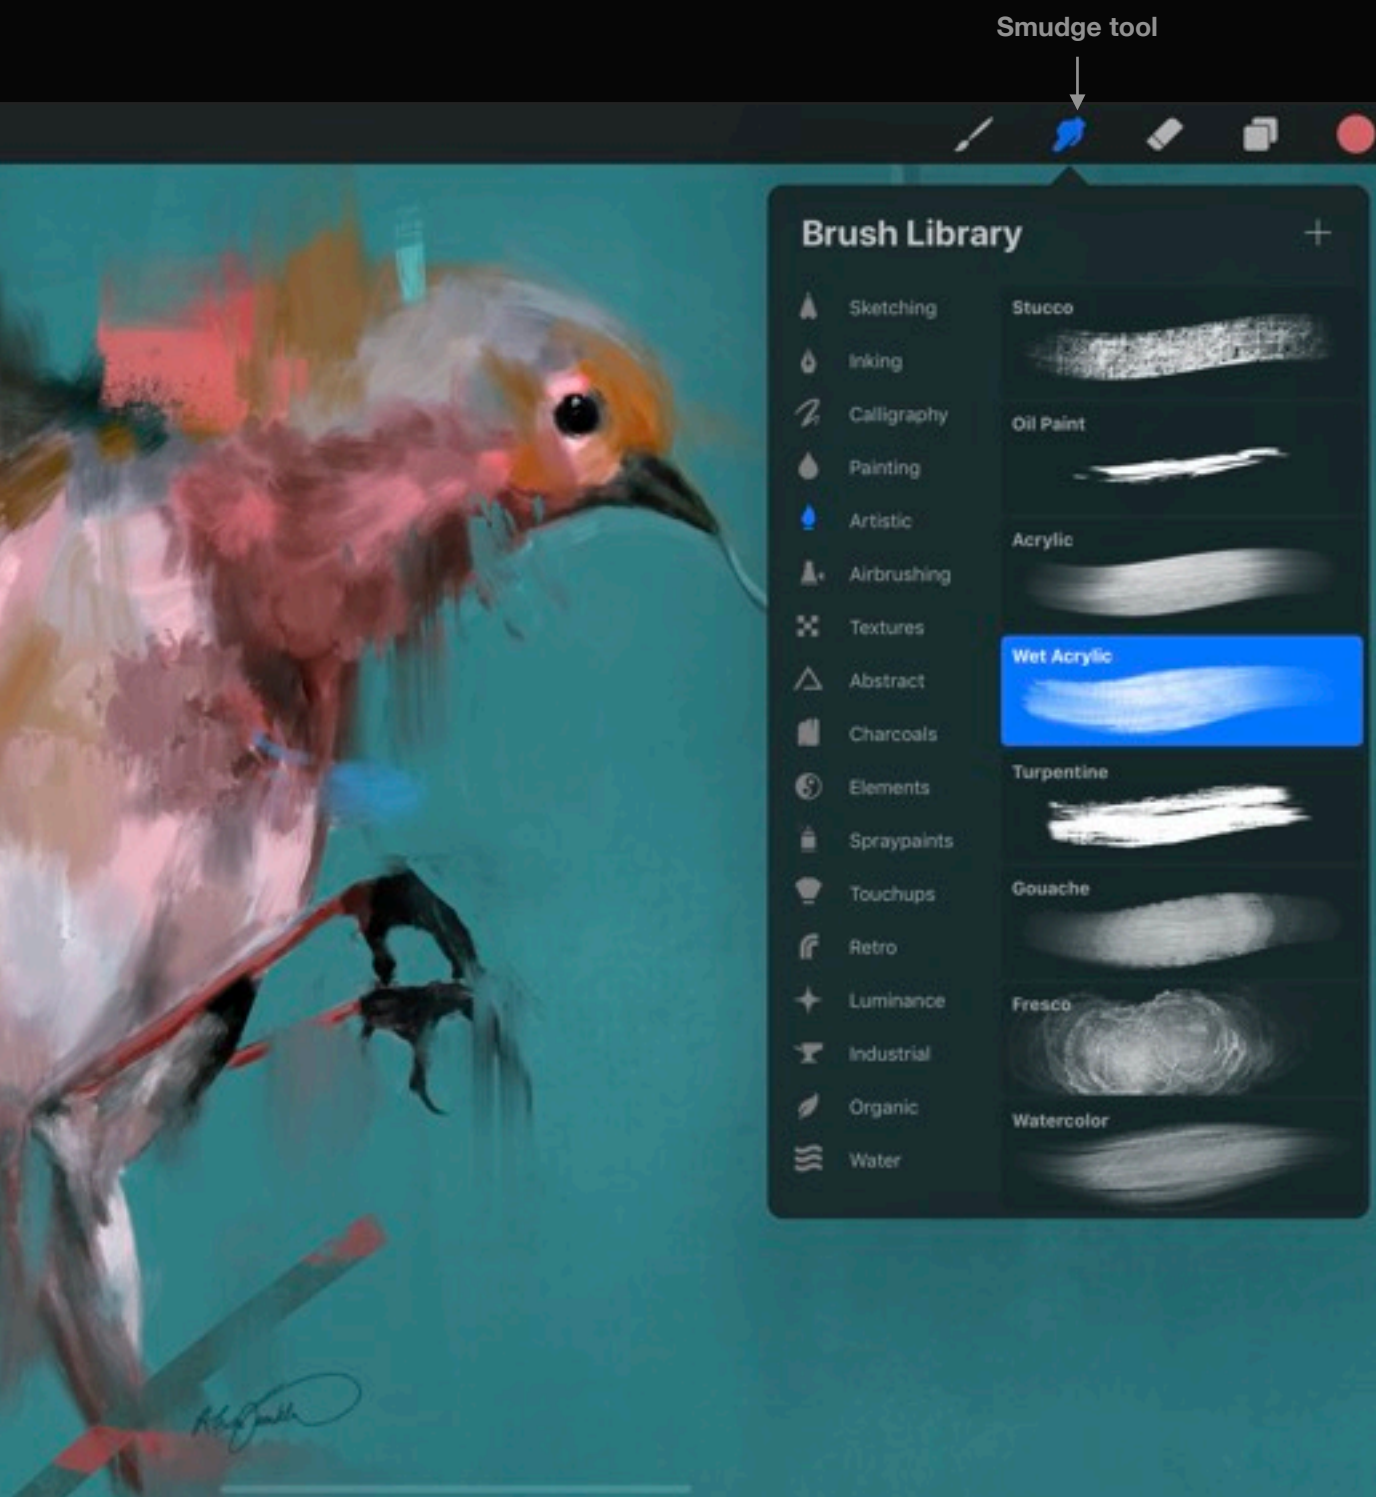 Smudge tool
Brush Library
Sketching
Inking
Calligraphy
Painting
Artistic
Airbrushing
Textures
Abstract
Charcoals
Elements
Spraypaints
Touchups
Retro
Luminance
Industrial
Organic
Water
Stucco
Oil Paint
Acrylic
Wet Acrylic
Turpentine
Gouache
Fresco
Watercolor